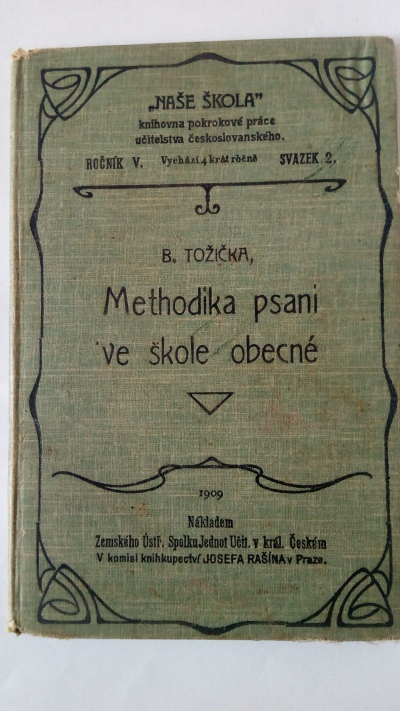 „NAŠE ŠKOLA”
knihovna pokrokové práce
učitelstva českoslovanského.
ROČNÍK V. Vychází 4 krát ročně SVAZEK 2.
B. TOŽIČKA,
Methodika psaní
ve škole obecné
1909
Nákladem
Zemského Ústř. Spolku Jednot Učit. v král. Českém
V komisi knihkupectví JOSEFA RAŠÍNA v Praze.